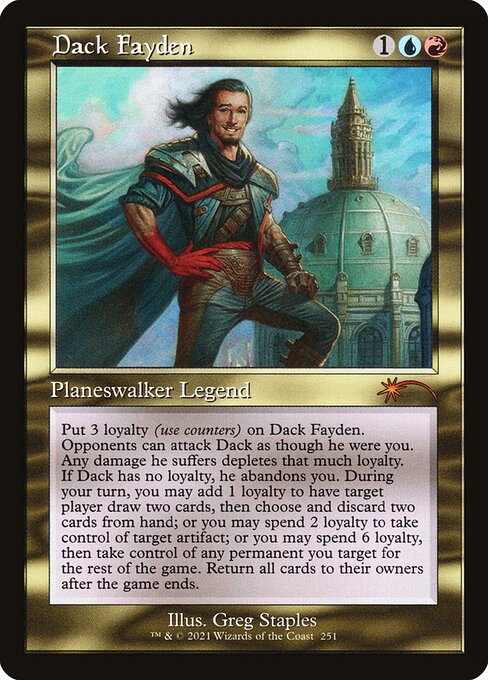 Dack Fayden 1
Planeswalker Legend
Put 3 loyalty (use counters) on Dack Fayden.
Opponents can attack Dack as though he were you.
Any damage he suffers depletes that much loyalty.
If Dack has no loyalty, he abandons you. During
your turn, you may add 1 loyalty to have target
player draw two cards, then choose and discard two
cards from hand; or you may spend 2 loyalty to take
control of target artifact; or you may spend 6 loyalty,
then take control of any permanent you target for
the rest of the game. Return all cards to their owners
after the game ends.
Illus. Greg Staples
™ & © 2021 Wizards of the Coast 251